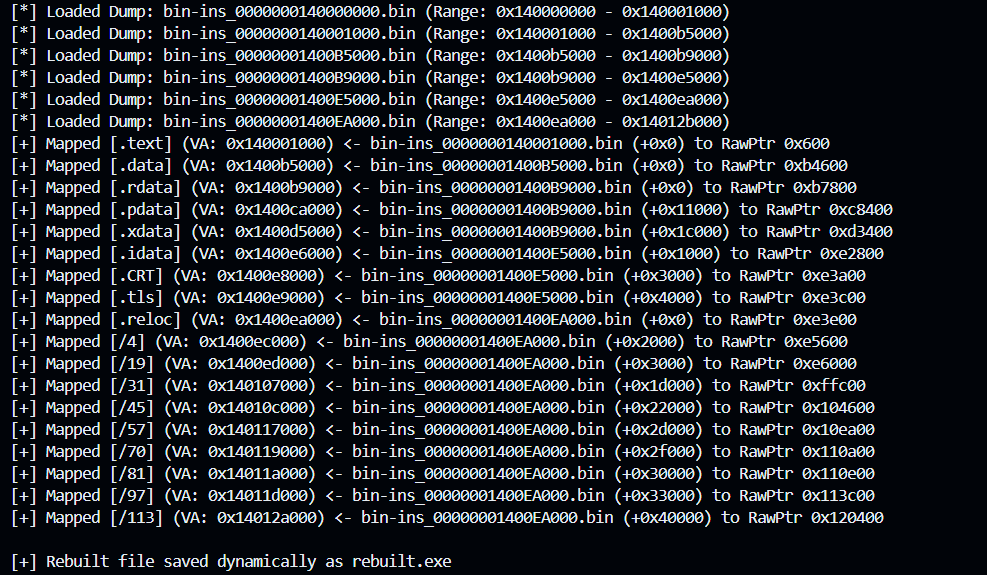 [*] Loaded Dump: bin-ins_0000000140000000.bin (Range: 0x140000000 - 0x140001000)
[*] Loaded Dump: bin-ins_0000000140001000.bin (Range: 0x140001000 - 0x1400b5000)
[*] Loaded Dump: bin-ins_00000001400B5000.bin (Range: 0x1400b5000 - 0x1400b9000)
[*] Loaded Dump: bin-ins_00000001400B9000.bin (Range: 0x1400b9000 - 0x1400e5000)
[*] Loaded Dump: bin-ins_00000001400E5000.bin (Range: 0x1400e5000 - 0x1400ea000)
[*] Loaded Dump: bin-ins_00000001400EA000.bin (Range: 0x1400ea000 - 0x14012b000)
[+] Mapped [.text] (VA: 0x140001000) <- bin-ins_0000000140001000.bin (+0x0) to RawPtr 0x600
[+] Mapped [.data] (VA: 0x1400b5000) <- bin-ins_00000001400B5000.bin (+0x0) to RawPtr 0xb4600
[+] Mapped [.rdata] (VA: 0x1400b9000) <- bin-ins_00000001400B9000.bin (+0x0) to RawPtr 0xb7800
[+] Mapped [.pdata] (VA: 0x1400ca000) <- bin-ins_00000001400B9000.bin (+0x11000) to RawPtr 0xc8400
[+] Mapped [.xdata] (VA: 0x1400d5000) <- bin-ins_00000001400B9000.bin (+0x1c000) to RawPtr 0xd3400
[+] Mapped [.idata] (VA: 0x1400e6000) <- bin-ins_00000001400E5000.bin (+0x1000) to RawPtr 0xe2800
[+] Mapped [.CRT] (VA: 0x1400e8000) <- bin-ins_00000001400E5000.bin (+0x3000) to RawPtr 0xe3a00
[+] Mapped [.tls] (VA: 0x1400e9000) <- bin-ins_00000001400E5000.bin (+0x4000) to RawPtr 0xe3c00
[+] Mapped [.reloc] (VA: 0x1400ea000) <- bin-ins_00000001400EA000.bin (+0x0) to RawPtr 0xe3e00
[+] Mapped [/4] (VA: 0x1400ec000) <- bin-ins_00000001400EA000.bin (+0x2000) to RawPtr 0xe5600
[+] Mapped [/19] (VA: 0x1400ed000) <- bin-ins_00000001400EA000.bin (+0x3000) to RawPtr 0xe6000
[+] Mapped [/31] (VA: 0x140107000) <- bin-ins_00000001400EA000.bin (+0x1d000) to RawPtr 0xffc00
[+] Mapped [/45] (VA: 0x14010c000) <- bin-ins_00000001400EA000.bin (+0x22000) to RawPtr 0x104600
[+] Mapped [/57] (VA: 0x140117000) <- bin-ins_00000001400EA000.bin (+0x2d000) to RawPtr 0x10ea00
[+] Mapped [/70] (VA: 0x140119000) <- bin-ins_00000001400EA000.bin (+0x2f000) to RawPtr 0x110a00
[+] Mapped [/81] (VA: 0x14011a000) <- bin-ins_00000001400EA000.bin (+0x30000) to RawPtr 0x110e00
[+] Mapped [/97] (VA: 0x14011d000) <- bin-ins_00000001400EA000.bin (+0x33000) to RawPtr 0x113c00
[+] Mapped [/113] (VA: 0x14012a000) <- bin-ins_00000001400EA000.bin (+0x40000) to RawPtr 0x120400
[+] Rebuilt file saved dynamically as rebuilt.exe